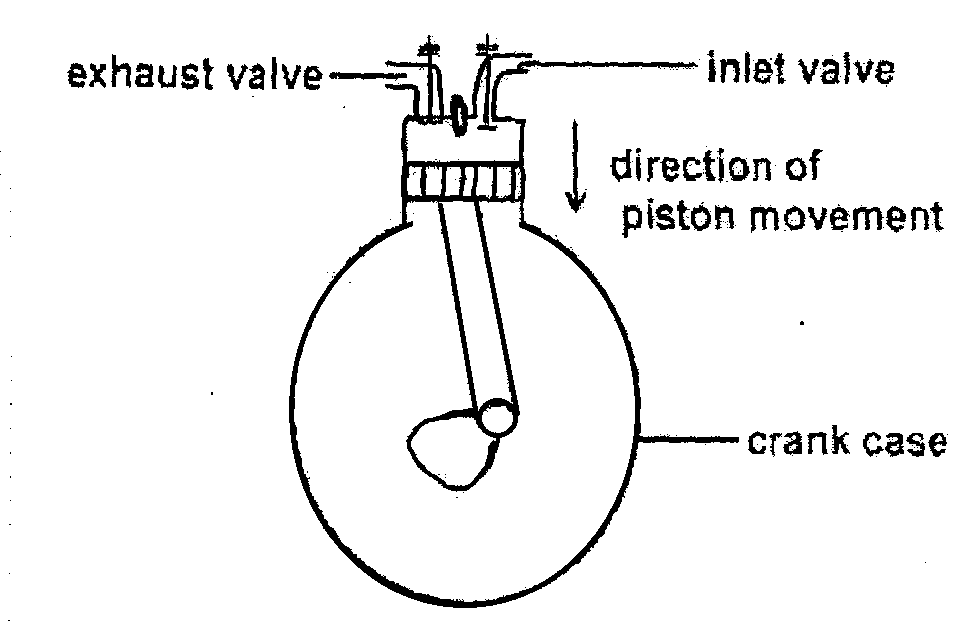 exhaust valve
inlet valve
direction of
piston movement
crank case